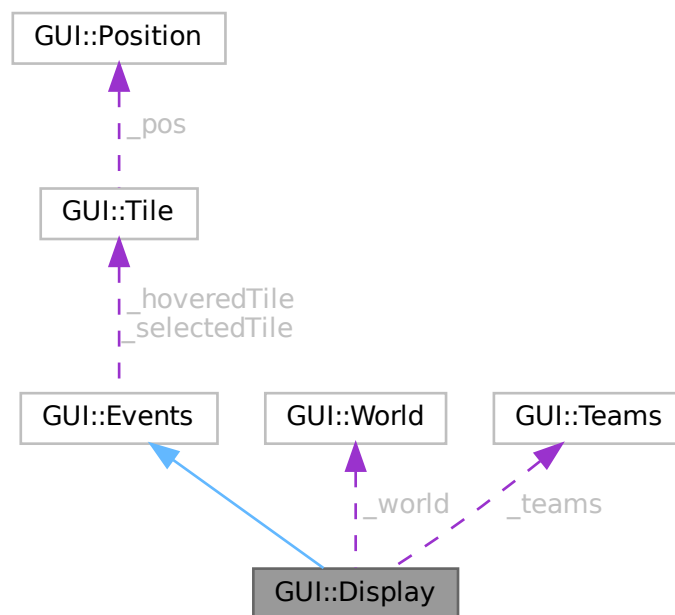 GUI::Position
_pos
GUI::Tile
_hoveredTile
_selectedTile
GUI::Events
GUI::World
GUI::Teams
_world
_teams
GUI::Display